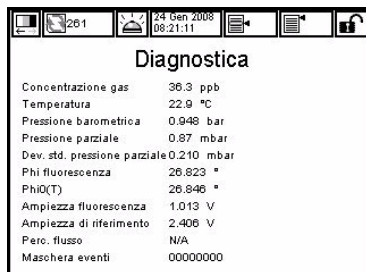 261
24 Gen 2008
08:21:11
Diagnostica
Concentrazione gas 36.3 ppb
Temperatura 22.9 °C
Pressione barometrica 0.948 bar
Pressione parziale 0.87 mbar
Dev. std. pressione parziale 0.210 mbar
Phi fluorescenza 26.823 °
Phi0(T) 26.846 °
Ampiezza fluorescenza 1.013 V
Ampiezza di riferimento 2.406 V
Perc. flusso N/A
Maschera eventi 00000000